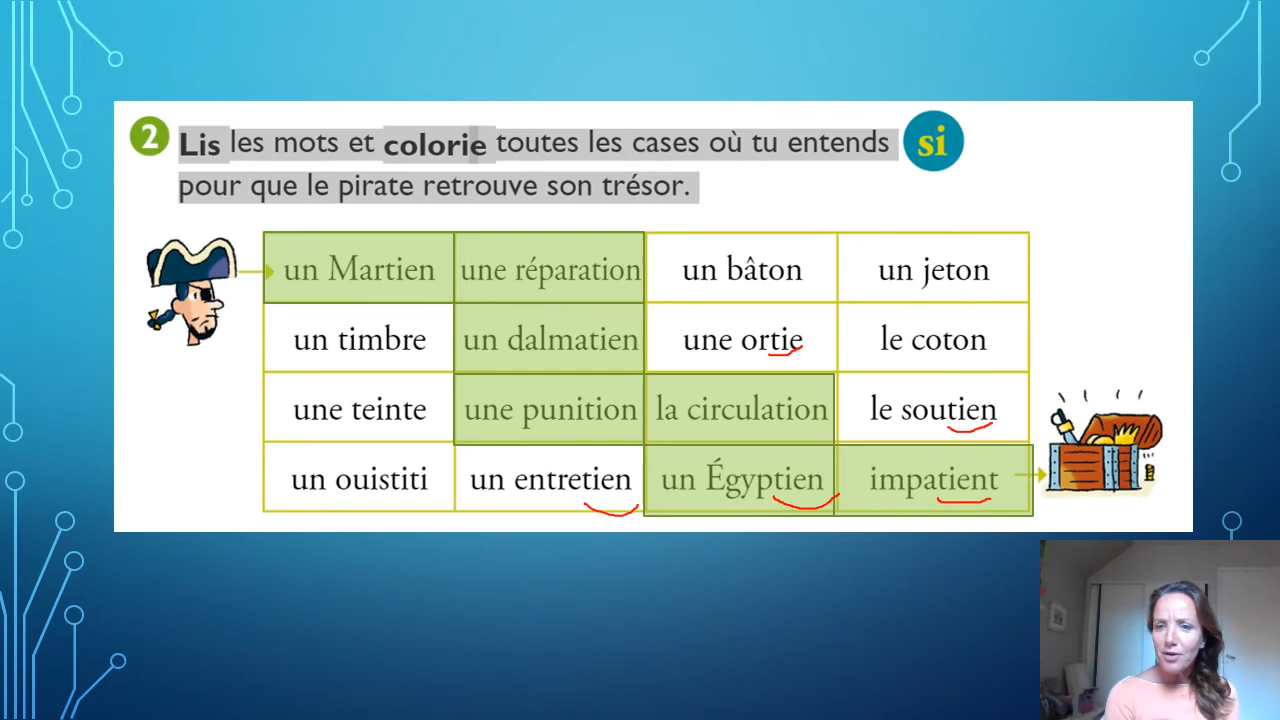 2 Lis les mots et colorie toutes les cases où tu entends si
pour que le pirate retrouve son trésor.
un Martien une réparation un bâton un jeton
un timbre un dalmatien une ortie le coton
une teinte une punition la circulation le soutien
un ouistiti un entretien un Égyptien impatient